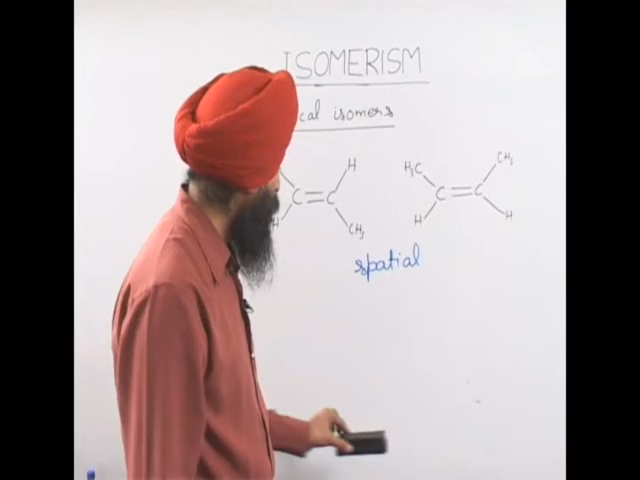 ISOMERISM
cal isomers
H H₃C CH₃
C = C C = C
H CH₃ H H
spatial